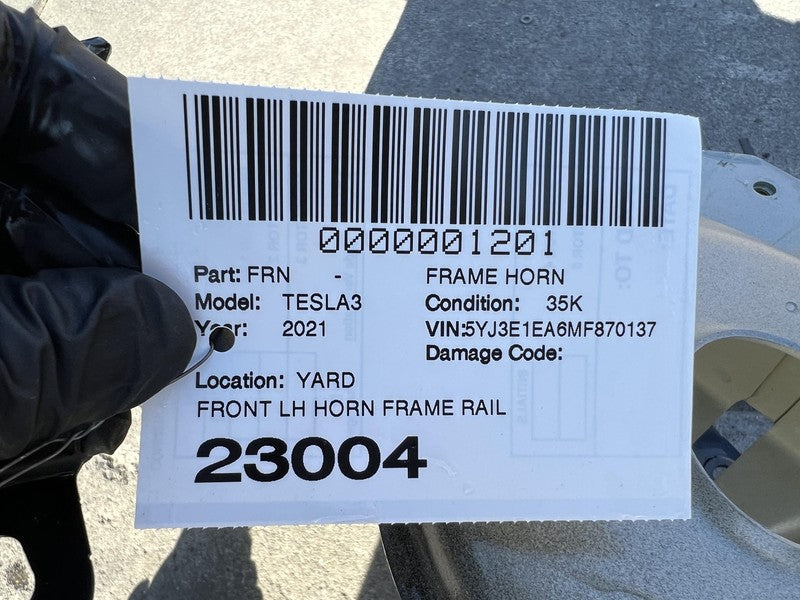 0000001201
Part: FRN - FRAME HORN
Model: TESLA3 Condition: 35K
Year: 2021 VIN:5YJ3E1EA6MF870137
Damage Code:
Location: YARD
FRONT LH HORN FRAME RAIL
23004